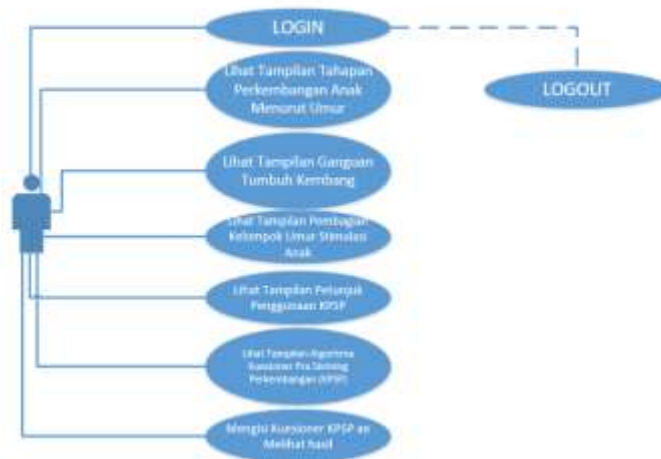 LOGIN
LOGOUT
Lihat Tampilan Tahapan
Perkembangan Anak
Menurut Umur
Lihat Tampilan Ganguan
Tumbuh Kembang
Lihat Tampilan Pembagian
Kelompok Umur Stimulasi
Anak
Lihat Tampilan Petunjuk
Penggunaan KPSP
Lihat Tampilan Algoritma
Kuesioner Pra Skrining
Perkembangan (KPSP)
Mengisi Kuesioner KPSP an
Melihat hasil